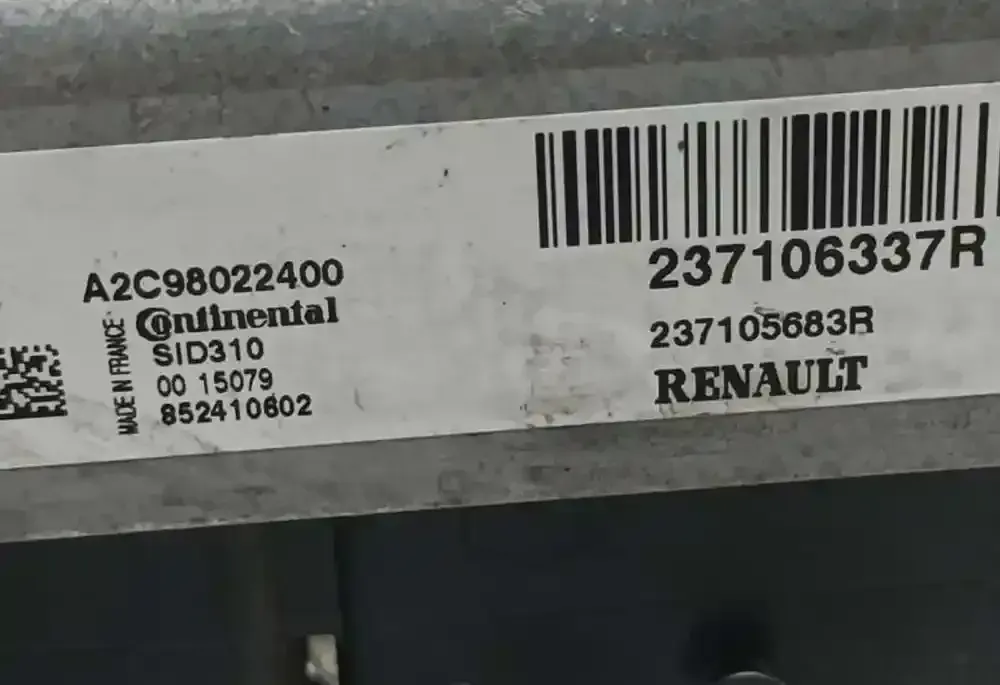 A2C98022400
MADE IN FRANCE
Continental
SID310
00 15079
852410602
237106337R
237105683R
RENAULT